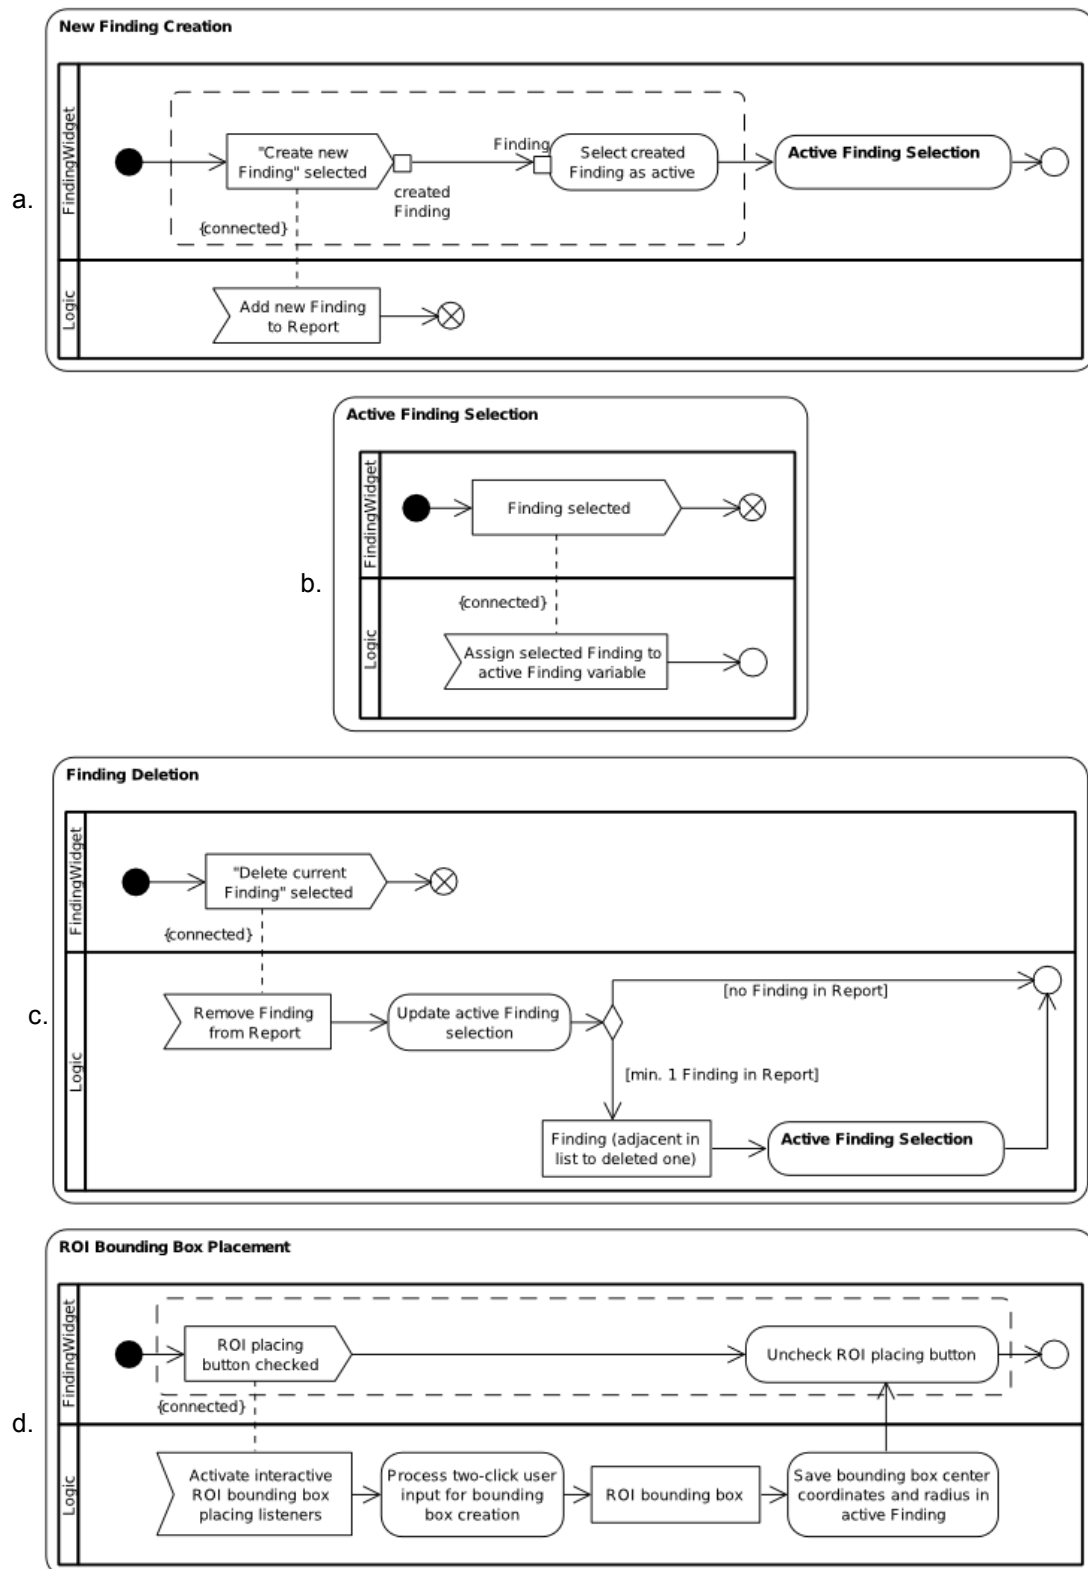 New Finding Creation
a.
FindingWidget
"Create new
Finding" selected
created
Finding
Finding
Select created
Finding as active
Active Finding Selection
{connected}
Logic
Add new Finding
to Report
Active Finding Selection
b.
FindingWidget
Finding selected
{connected}
Logic
Assign selected Finding to
active Finding variable
Finding Deletion
c.
FindingWidget
"Delete current
Finding" selected
{connected}
Logic
Remove Finding
from Report
Update active Finding
selection
[no Finding in Report]
[min. 1 Finding in Report]
Finding (adjacent in
list to deleted one)
Active Finding Selection
ROI Bounding Box Placement
d.
FindingWidget
ROI placing
button checked
Uncheck ROI placing button
{connected}
Logic
Activate interactive
ROI bounding box
placing listeners
Process two-click user
input for bounding
box creation
ROI bounding box
Save bounding box center
coordinates and radius in
active Finding